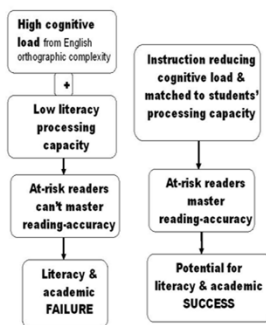 High cognitive
load from English
orthographic complexity
+
Low literacy
processing
capacity
At-risk readers
can't master
reading-accuracy
Literacy &
academic
FAILURE
Instruction reducing
cognitive load &
matched to students'
processing capacity
At-risk readers
master
reading-accuracy
Potential for
literacy & academic
SUCCESS